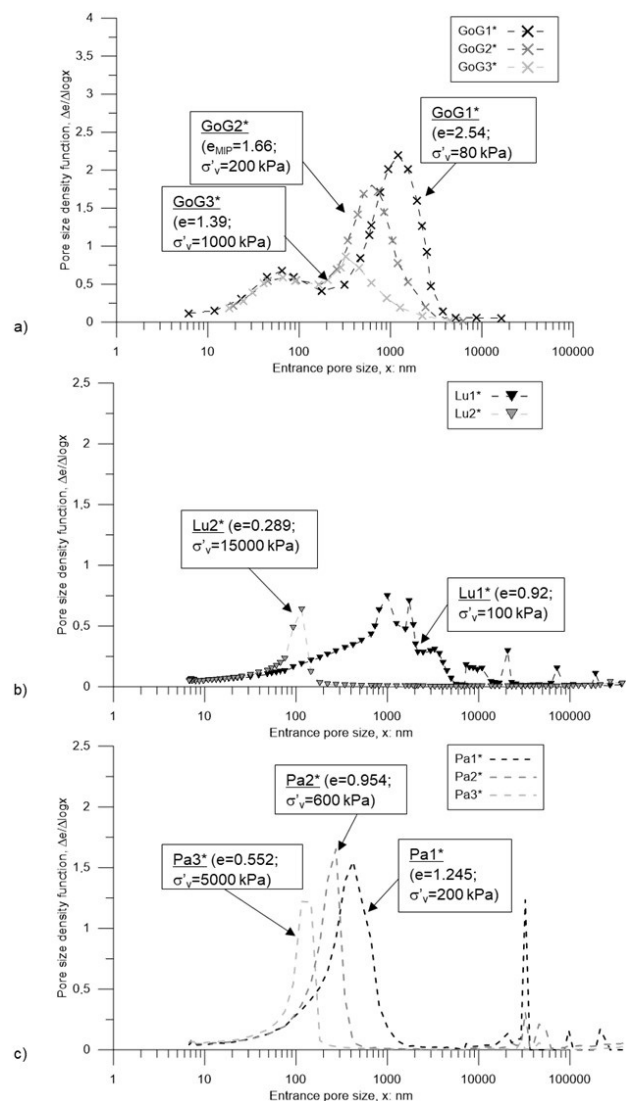 4
3.5
3
2.5
2
1.5
1
0.5
0
Pore size density function, Δe/Δlogx
GoG1*
GoG2*
GoG3*
GoG2*
(eMIP=1.66;
σ'v=200 kPa)
GoG1*
(e=2.54;
σ'v=80 kPa)
GoG3*
(e=1.39;
σ'v=1000 kPa)
a)
1 10 100 1000 10000 100000
Entrance pore size, x: nm
2.5
2
1.5
1
0.5
0
Pore size density function, Δe/Δlogx
Lu1*
Lu2*
Lu2* (e=0.289;
σ'v=15000 kPa)
Lu1* (e=0.92;
σ'v=100 kPa)
b)
1 10 100 1000 10000 100000
Entrance pore size, x: nm
2.5
2
1.5
1
0.5
0
Pore size density function, Δe/Δlogx
Pa1*
Pa2*
Pa3*
Pa2* (e=0.954;
σ'v=600 kPa)
Pa3* (e=0.552;
σ'v=5000 kPa)
Pa1*
(e=1.245;
σ'v=200 kPa)
c)
1 10 100 1000 10000 100000
Entrance pore size, x: nm